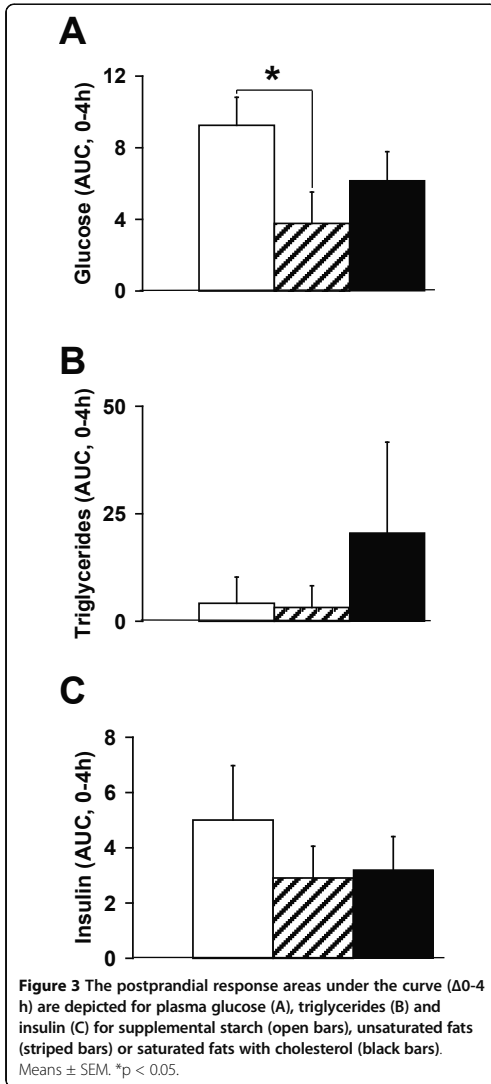 A
*
12
8
4
0
Glucose (AUC, 0-4h)
B
50
25
0
Triglycerides (AUC, 0-4h)
C
8
6
4
2
0
Insulin (AUC, 0-4h)
Figure 3 The postprandial response areas under the curve (Δ0-4
h) are depicted for plasma glucose (A), triglycerides (B) and
insulin (C) for supplemental starch (open bars), unsaturated fats
(striped bars) or saturated fats with cholesterol (black bars).
Means ± SEM. *p < 0.05.